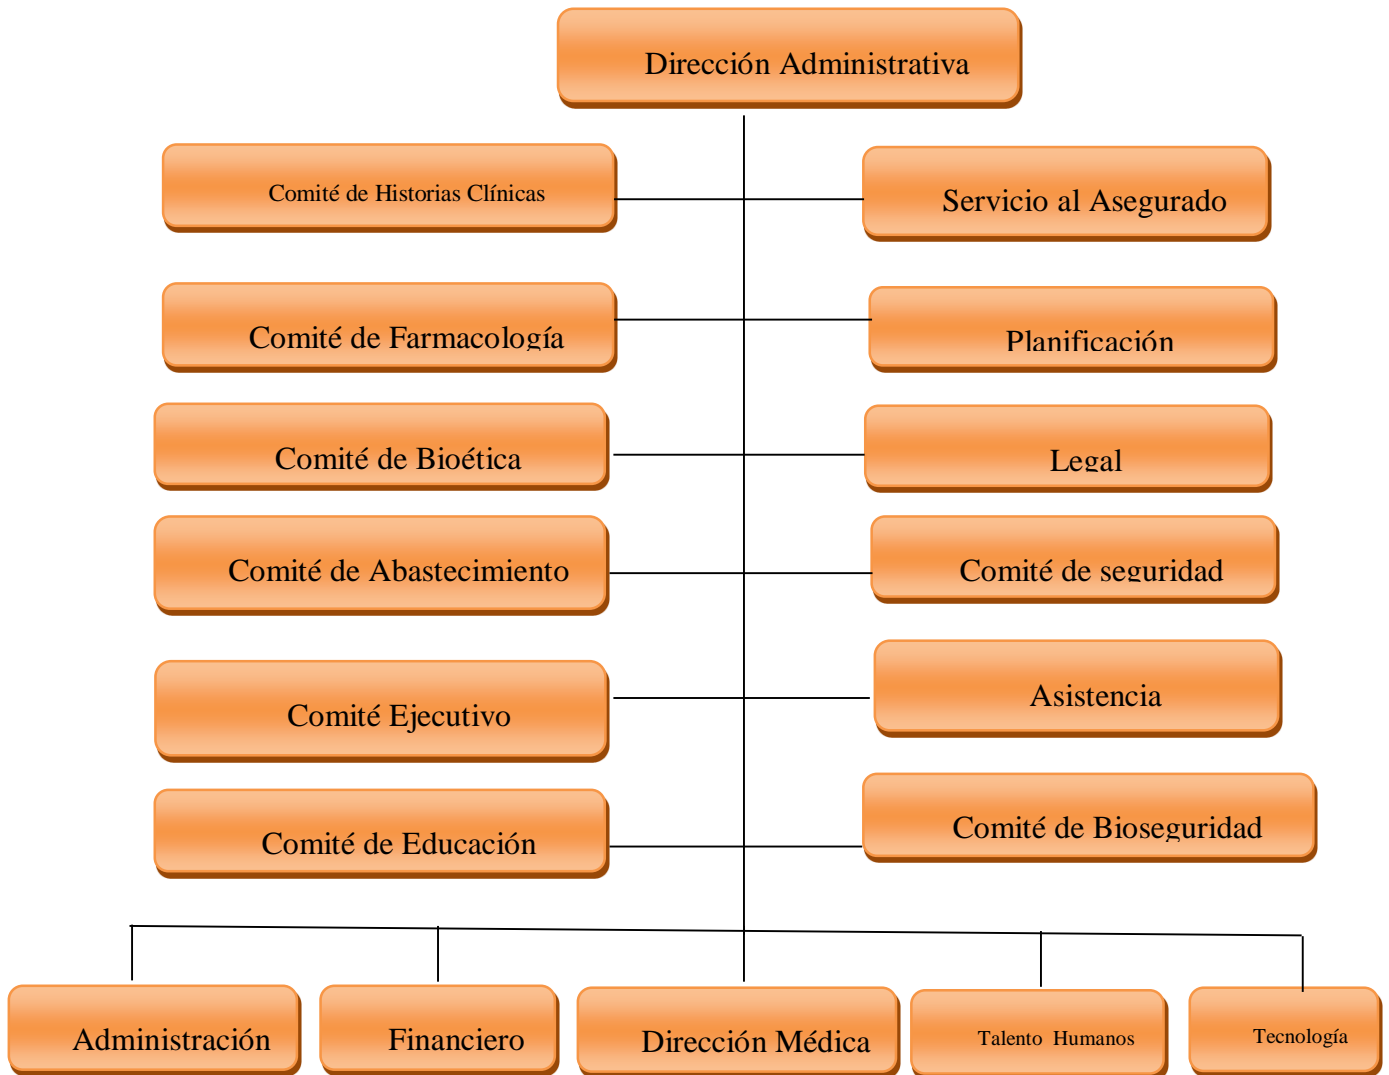 Dirección Administrativa
Comité de Historias Clínicas
Servicio al Asegurado
Comité de Farmacología
Planificación
Comité de Bioética
Legal
Comité de Abastecimiento
Comité de seguridad
Comité Ejecutivo
Asistencia
Comité de Educación
Comité de Bioseguridad
Administración
Financiero
Dirección Médica
Talento Humanos
Tecnología